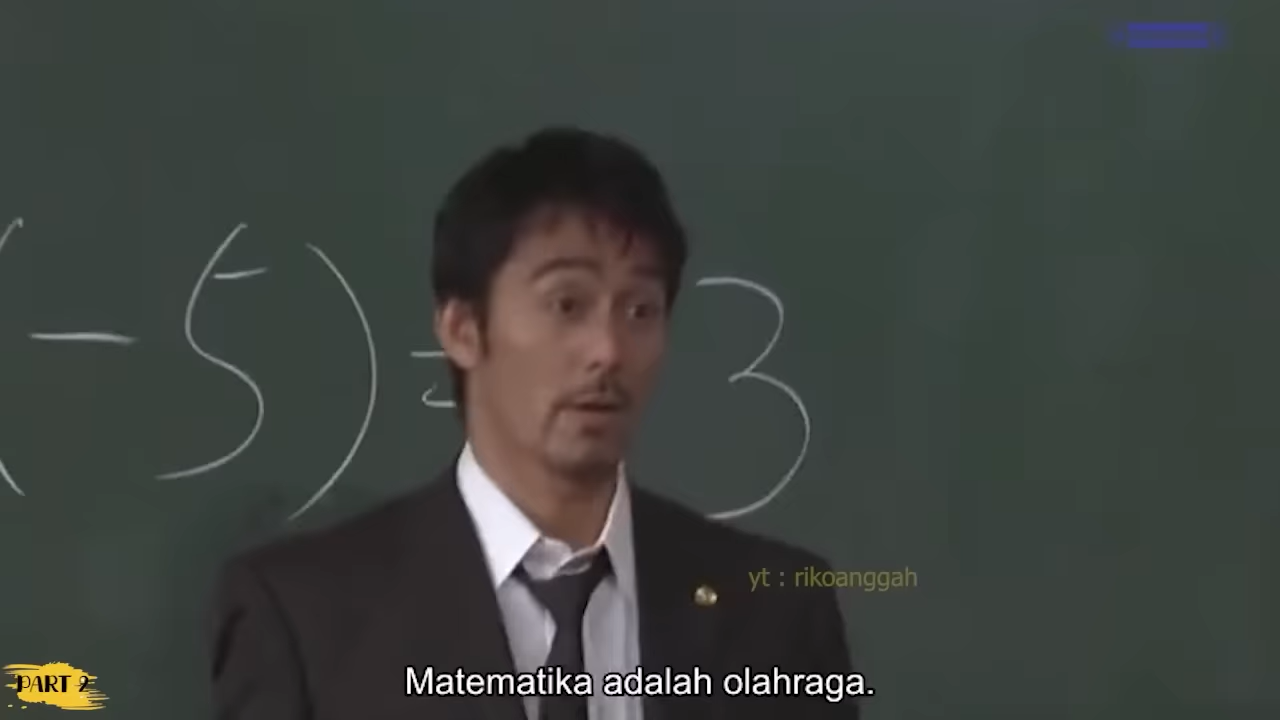 (-5)= 3
yt : rikoanggah
Matematika adalah olahraga.
PART 2